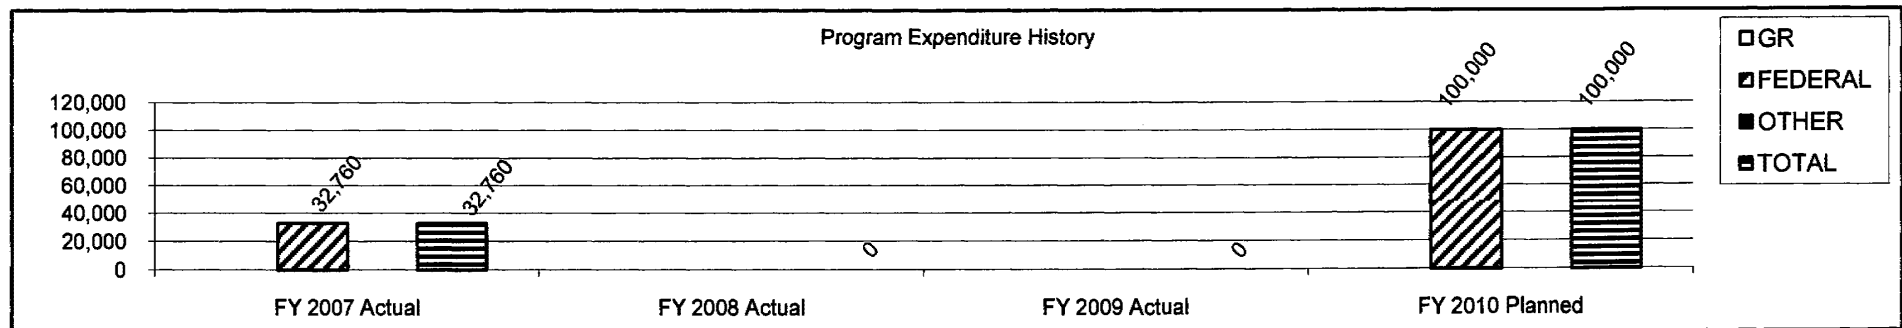 Program Expenditure History
GR
FEDERAL
OTHER
TOTAL
120,000
100,000
80,000
60,000
40,000
20,000
0
32,760
32,760
0
0
100,000
100,000
FY 2007 Actual
FY 2008 Actual
FY 2009 Actual
FY 2010 Planned